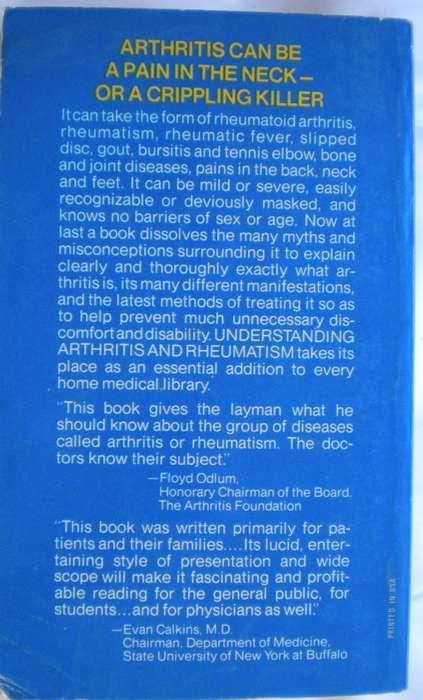 ARTHRITIS CAN BE
A PAIN IN THE NECK—
OR A CRIPPLING KILLER
It can take the form of rheumatoid arthritis,
rheumatism, rheumatic fever, slipped
disc, gout, bursitis and tennis elbow, bone
and joint diseases, pains in the back, neck
and feet. It can be mild or severe, easily
recognizable or deviously masked, and
knows no barriers of sex or age. Now at
last a book dissolves the many myths and
misconceptions surrounding it to explain
clearly and thoroughly exactly what ar-
thritis is, its many different manifestations,
and the latest methods of treating it so as
to help prevent much unnecessary dis-
comfort and disability. UNDERSTANDING
ARTHRITIS AND RHEUMATISM takes its
place as an essential addition to every
home medical library.
"This book gives the layman what he
should know about the group of diseases
called arthritis or rheumatism. The doc-
tors know their subject."
—Floyd Odlum,
Honorary Chairman of the Board.
The Arthritis Foundation
"This book was written primarily for pa-
tients and their families....Its lucid, enter-
taining style of presentation and wide
scope will make it fascinating and profit-
able reading for the general public, for
students...and for physicians as well."
—Evan Calkins, M.D.
Chairman, Department of Medicine,
State University of New York at Buffalo
PRINTED IN USA